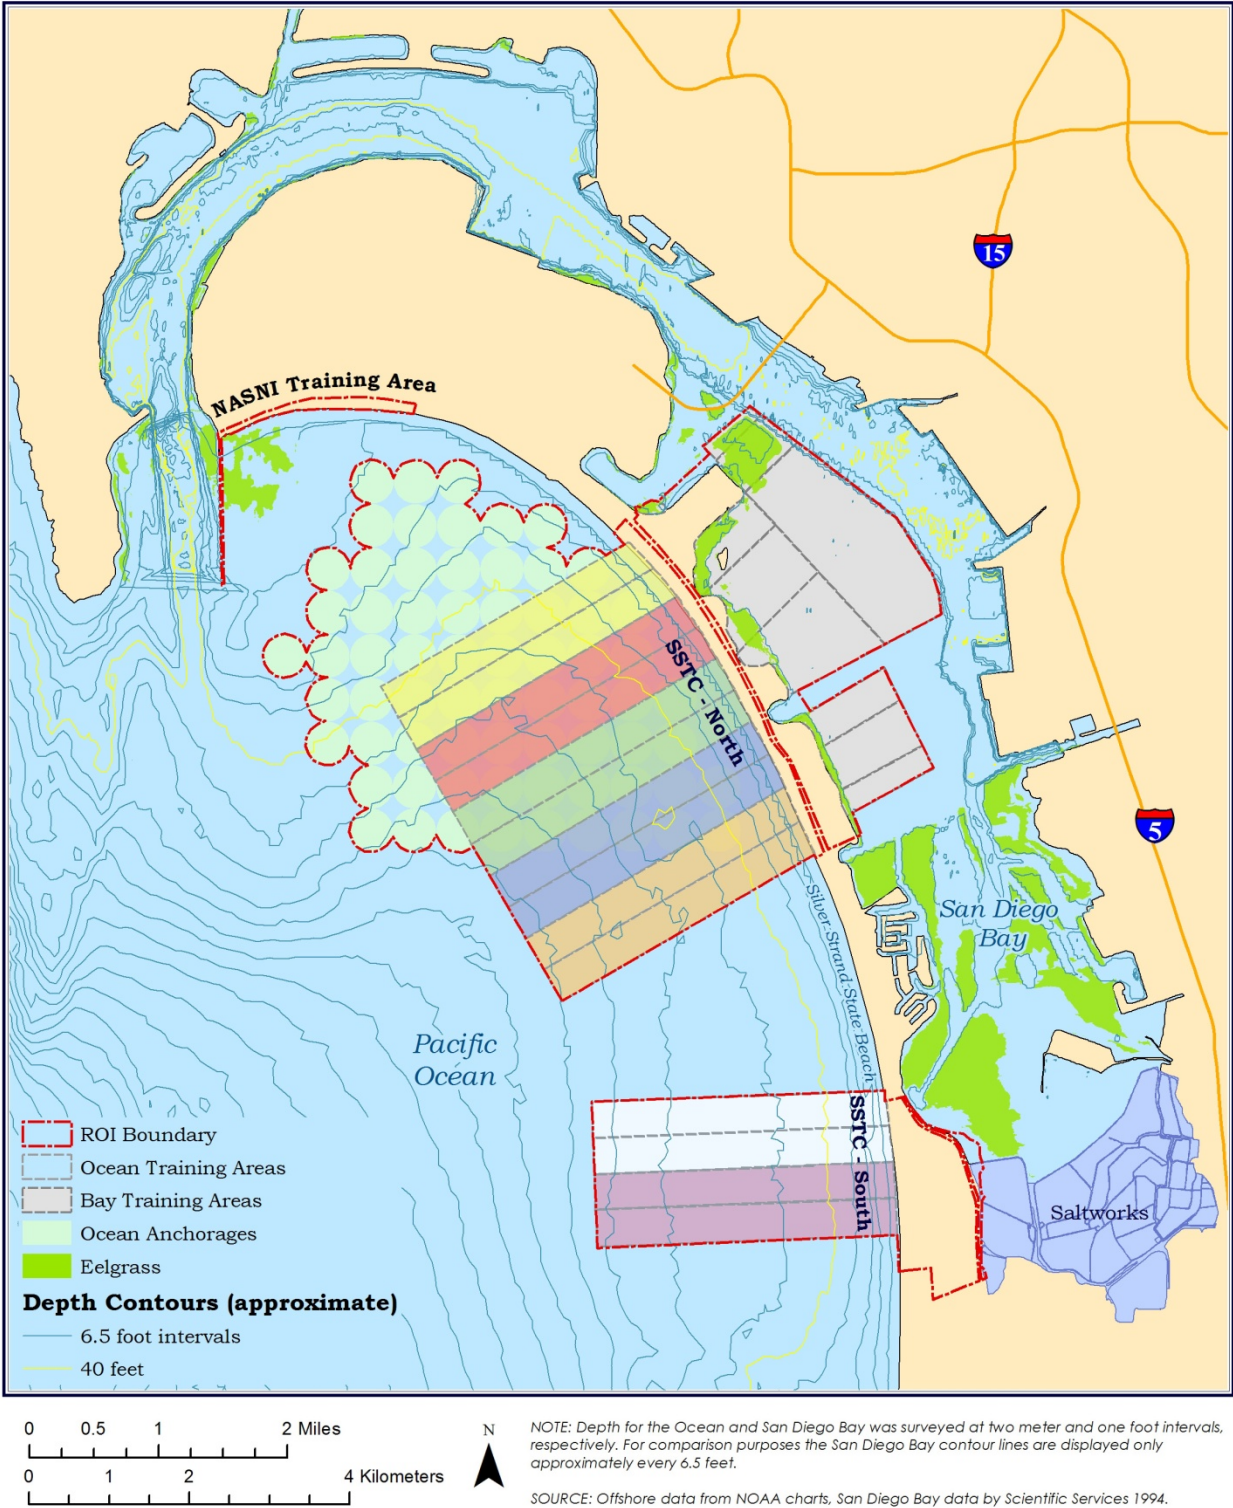 15
NASNI Training Area
SSTC - North
5
San Diego
Bay
Silver Strand State Beach
Pacific
Ocean
SSTC - South
Saltworks
ROI Boundary
Ocean Training Areas
Bay Training Areas
Ocean Anchorages
Eelgrass
Depth Contours (approximate)
6.5 foot intervals
40 feet
0 0.5 1 2 Miles
0 1 2 4 Kilometers
N
NOTE: Depth for the Ocean and San Diego Bay was surveyed at two meter and one foot intervals,
respectively. For comparison purposes the San Diego Bay contour lines are displayed only
approximately every 6.5 feet.
SOURCE: Offshore data from NOAA charts, San Diego Bay data by Scientific Services 1994.